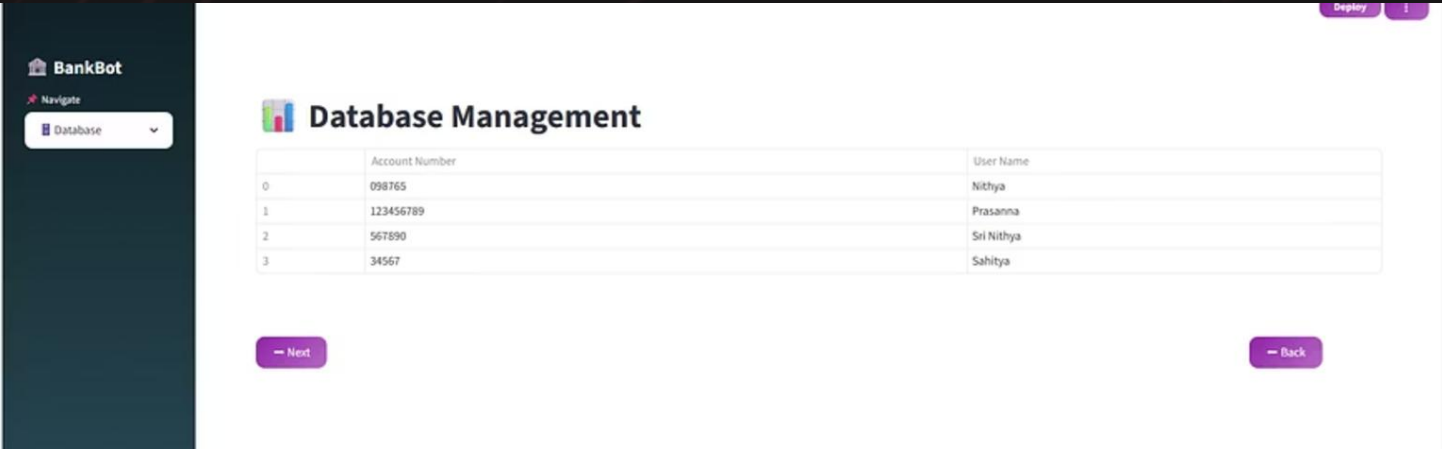 Deploy
BankBot
Navigate
Database
Database Management
Account Number User Name
0 098765 Nithya
1 123456789 Prasanna
2 567890 Sri Nithya
3 34567 Sahitya
Next Back